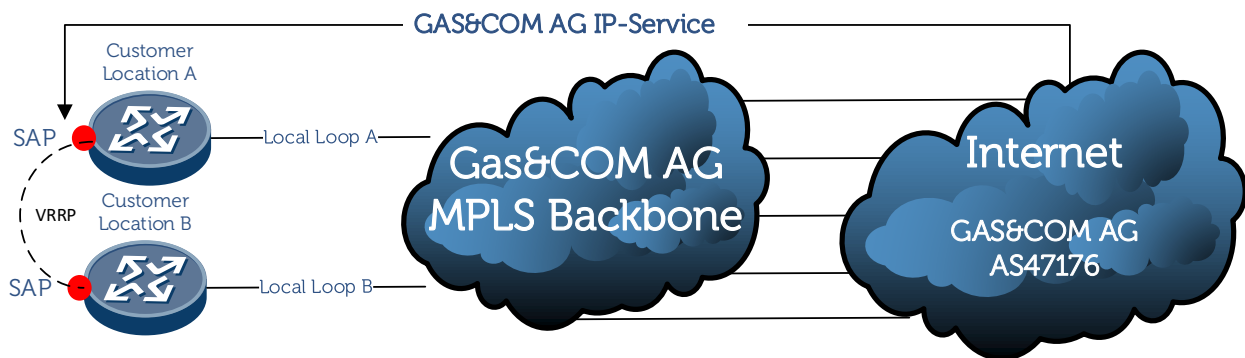 GAS&COM AG IP-Service
Customer
Location A
SAP
Local Loop A
Customer
Location B
VRRP
SAP
Local Loop B
Gas&COM AG
MPLS Backbone
Internet
GAS&COM AG
AS47176